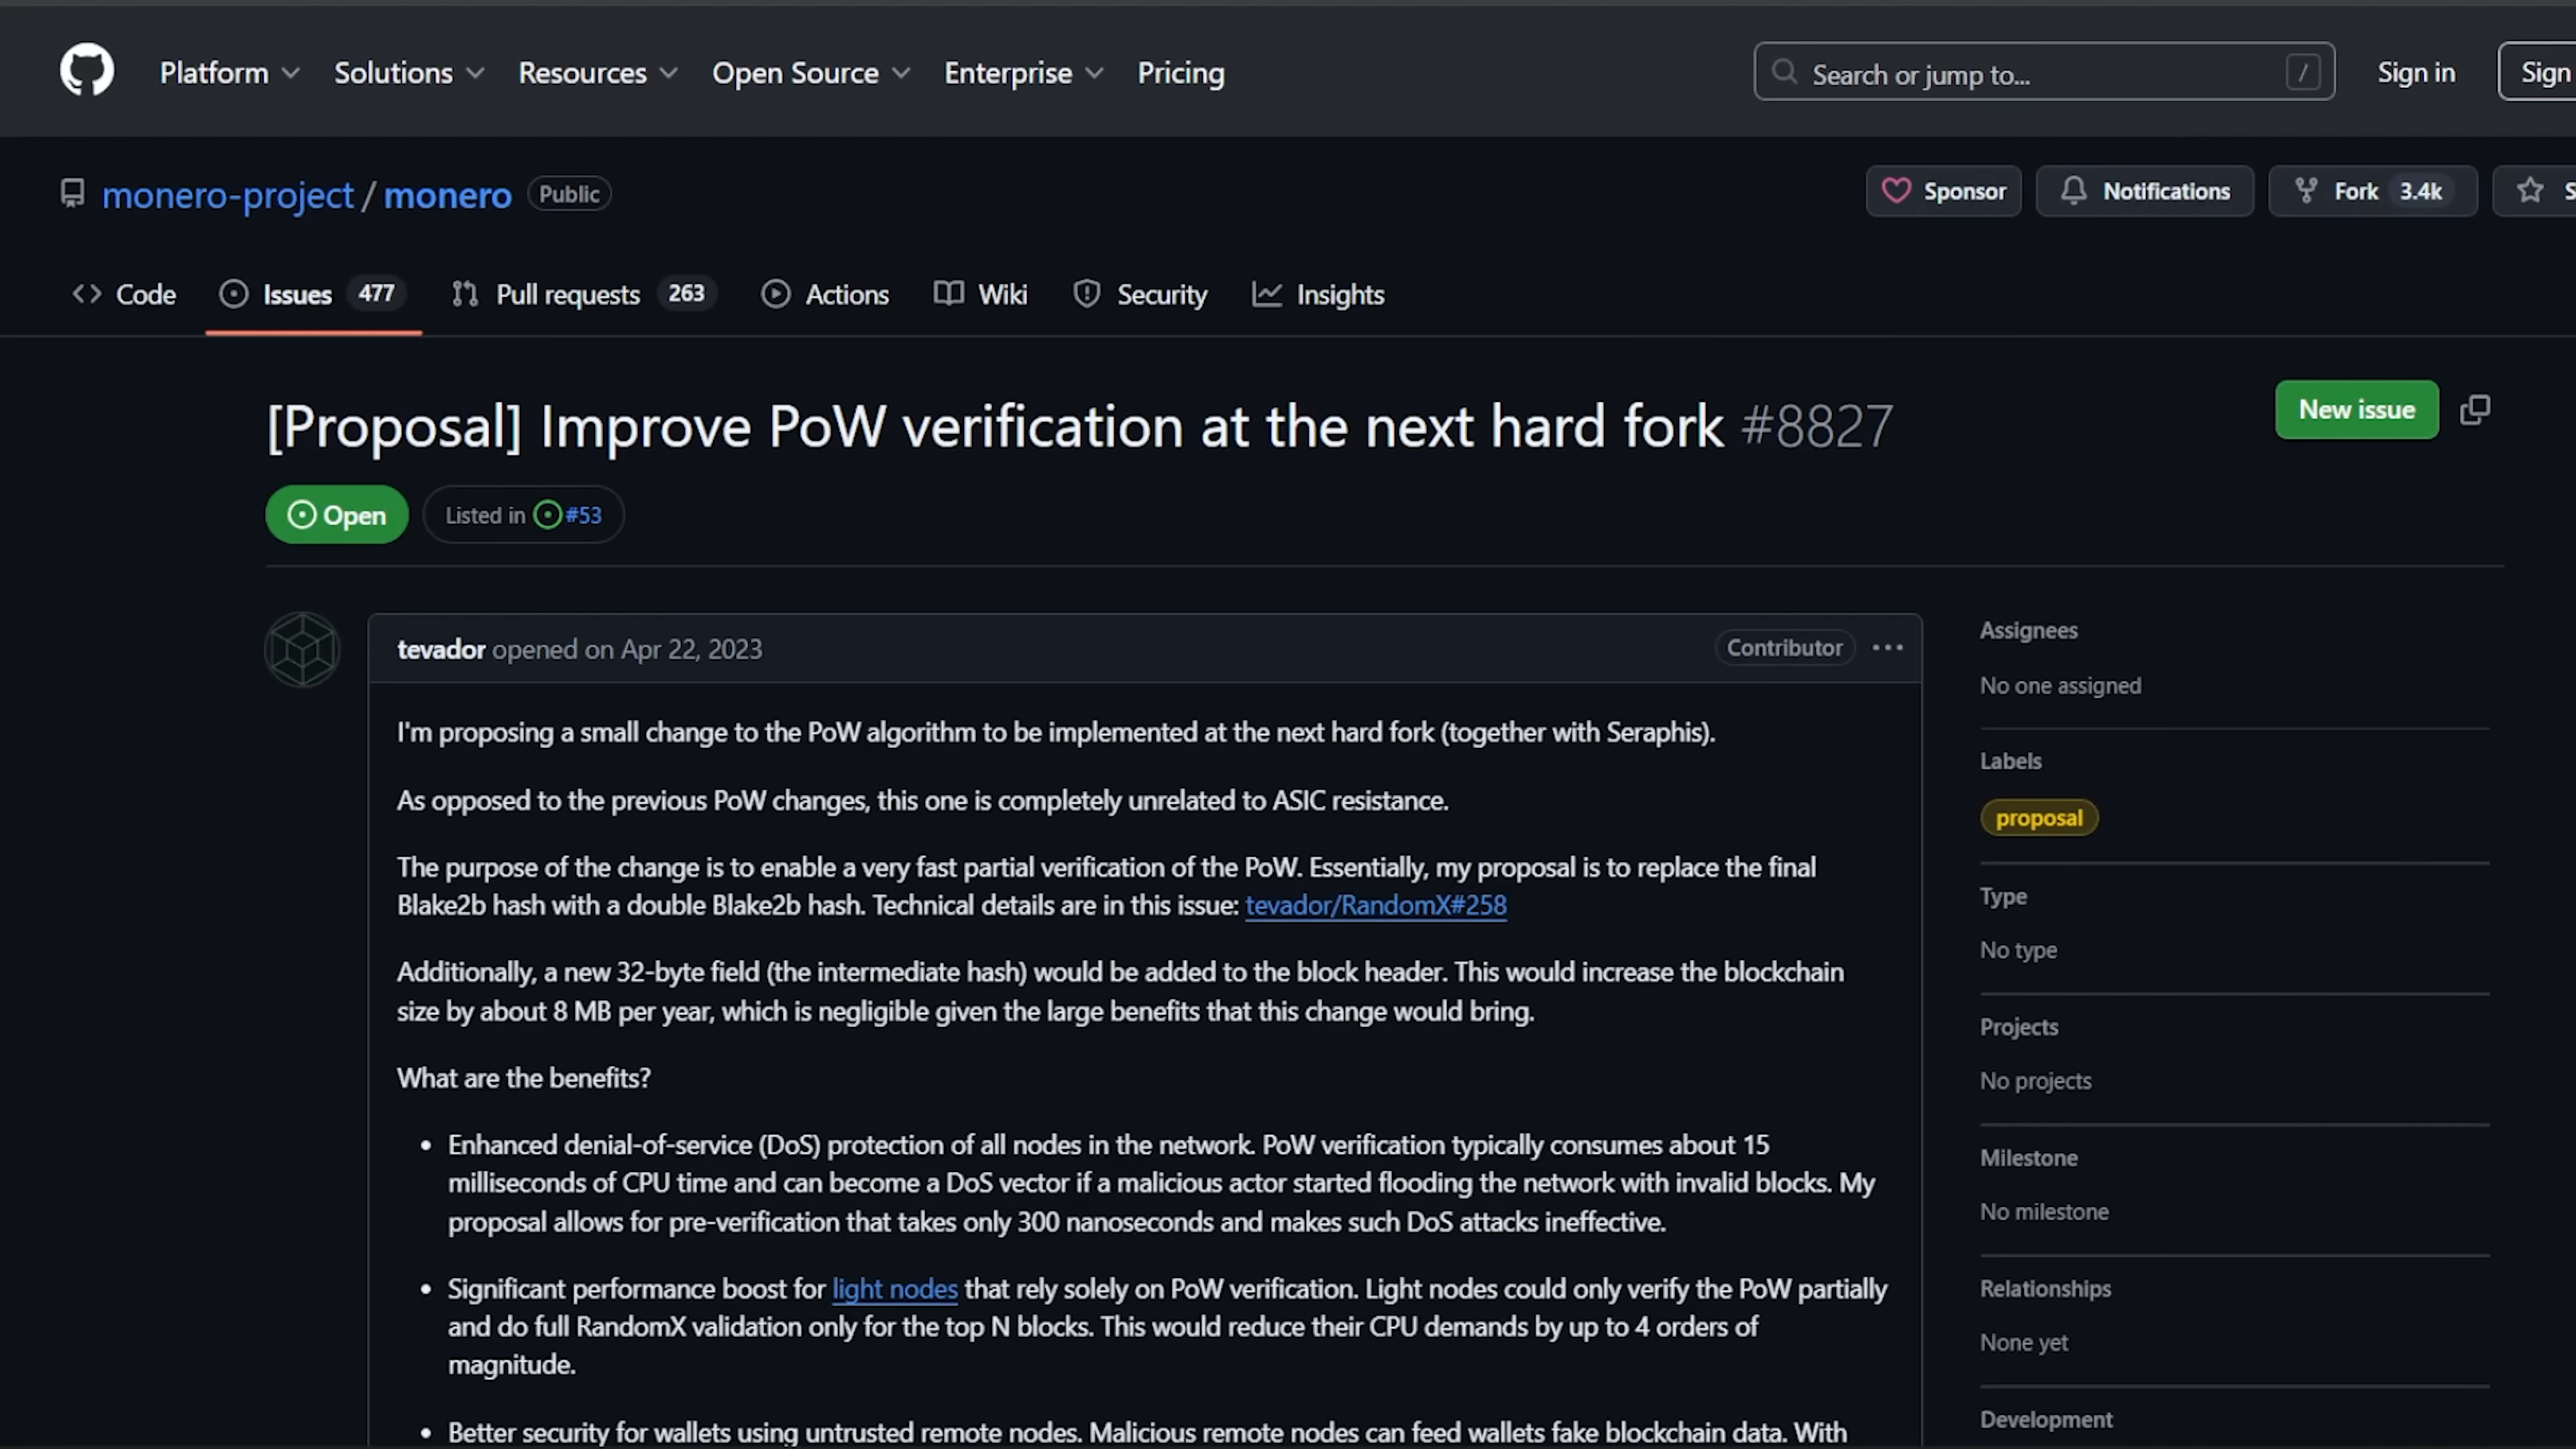 Platform Solutions Resources Open Source Enterprise Pricing Search or jump to... / Sign in Sign
monero-project / monero Public Sponsor Notifications Fork 3.4k S
Code Issues 477 Pull requests 263 Actions Wiki Security Insights
[Proposal] Improve PoW verification at the next hard fork #8827 New issue
Open Listed in #53
tevador opened on Apr 22, 2023 Contributor
I'm proposing a small change to the PoW algorithm to be implemented at the next hard fork (together with Seraphis).
As opposed to the previous PoW changes, this one is completely unrelated to ASIC resistance.
The purpose of the change is to enable a very fast partial verification of the PoW. Essentially, my proposal is to replace the final
Blake2b hash with a double Blake2b hash. Technical details are in this issue: tevador/RandomX#258
Additionally, a new 32-byte field (the intermediate hash) would be added to the block header. This would increase the blockchain
size by about 8 MB per year, which is negligible given the large benefits that this change would bring.
What are the benefits?
• Enhanced denial-of-service (DoS) protection of all nodes in the network. PoW verification typically consumes about 15
milliseconds of CPU time and can become a DoS vector if a malicious actor started flooding the network with invalid blocks. My
proposal allows for pre-verification that takes only 300 nanoseconds and makes such DoS attacks ineffective.
• Significant performance boost for light nodes that rely solely on PoW verification. Light nodes could only verify the PoW partially
and do full RandomX validation only for the top N blocks. This would reduce their CPU demands by up to 4 orders of
magnitude.
• Better security for wallets using untrusted remote nodes. Malicious remote nodes can feed wallets fake blockchain data. With
Assignees
No one assigned
Labels
proposal
Type
No type
Projects
No projects
Milestone
No milestone
Relationships
None yet
Development